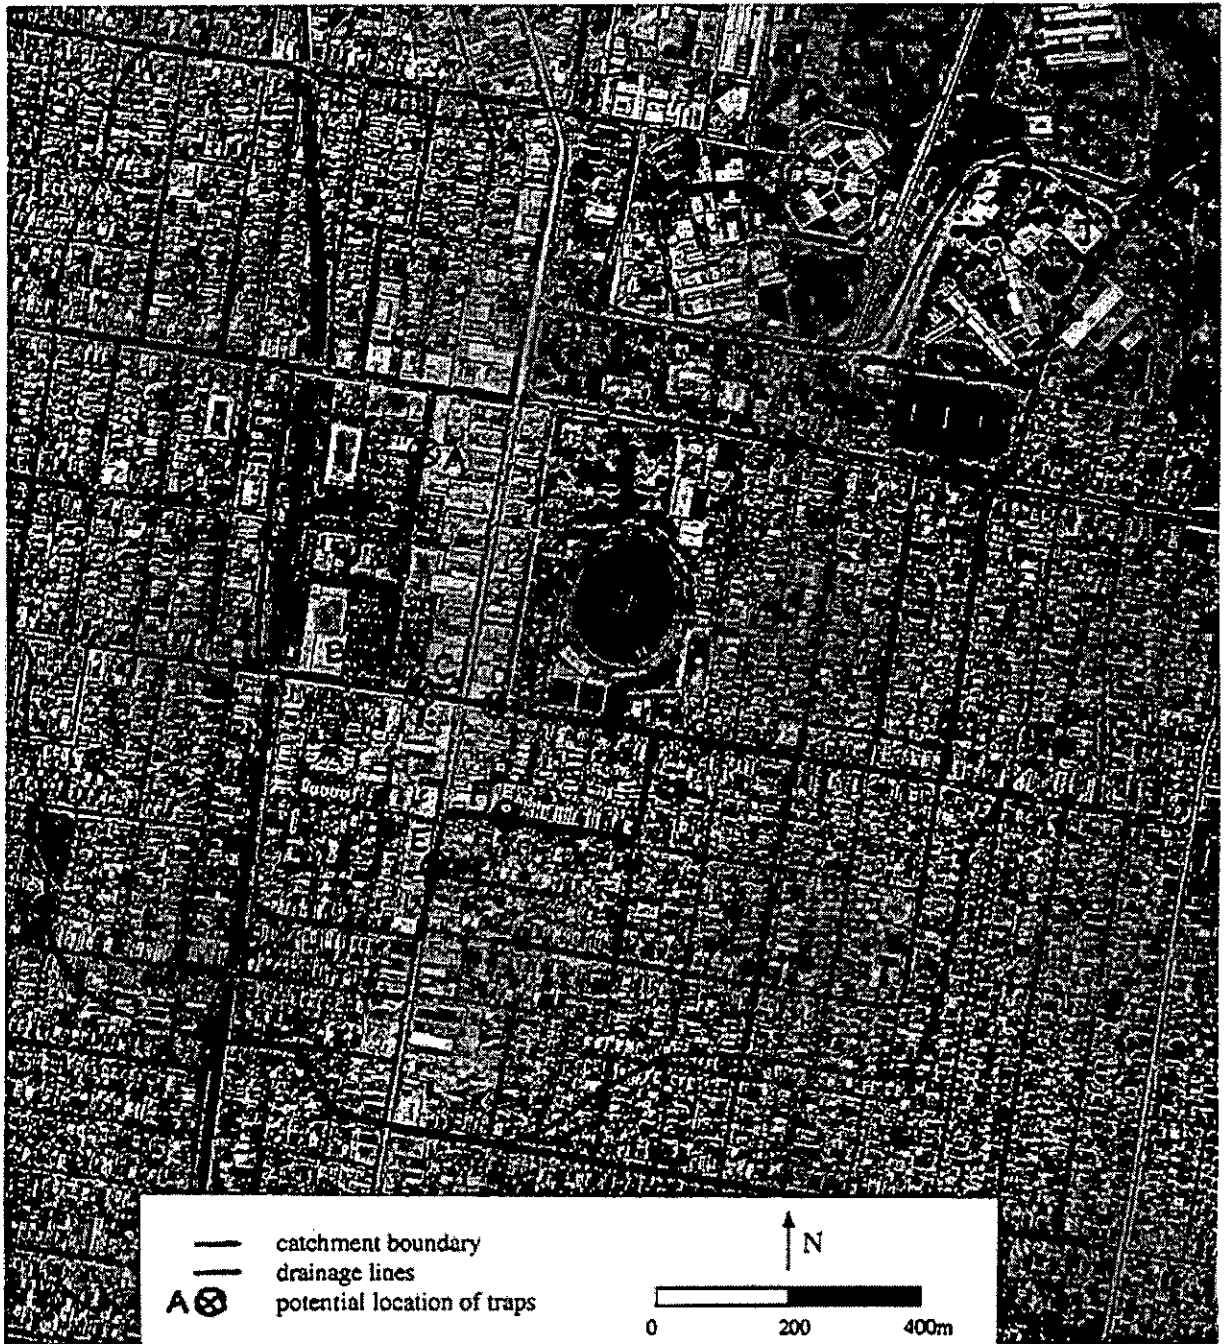 A
B
C
catchment boundary
drainage lines
A ⊗ potential location of traps
N
0 200 400m